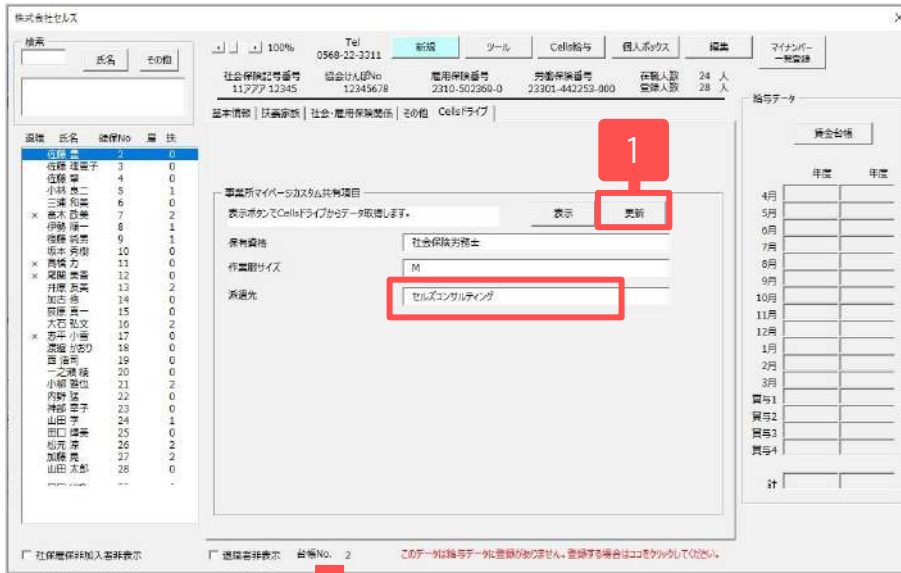 株式会社セルズ
検索
氏名 その他
100%
Tel
0568-22-3311
新規 ツール Cells給与 個人ボックス 編集
マイナンバー
一覧登録
社会保険記号番号 協会けんぽNo 雇用保険番号 労働保険番号 在職人数 24 人
11アアア 12345 12345678 2310-502369-0 23301-442253-000 登録人数 28 人
給与データ
基本情報 扶養家族 社会・雇用保険関係 その他 Cellsドライブ
賃金台帳
年度 年度
退職 氏名 健保No 雇 扶
佐藤 豊 2 0
佐藤 理恵子 3 0
佐藤 肇 4 0
小林 良二 5 1
三浦 和美 6 0
× 高木 政美 7 2
伊勢 順一 8 1
後藤 純男 9 1
坂本 秀樹 10 0
× 高橋 力 11 0
× 尾関 美香 12 0
井原 友美 13 2
加古 修 14 0
荻原 真一 15 0
大石 弘文 16 2
× 志平 小雪 17 0
渡辺 かおり 18 0
西 浩司 19 0
一之瀬 綾 20 0
小柳 雅也 21 2
内野 猛 22 0
神部 幸子 23 0
山田 学 24 1
田口 博美 25 0
松元 涼 26 2
加藤 晃 27 2
山田 太郎 28 0
1
事業所マイページカスタム共有項目
表示ボタンでCellsドライブからデータ取得します。 表示 更新
保有資格 社会保険労務士
作業服サイズ M
派遣先 セルズコンサルティング
4月
5月
6月
7月
8月
9月
10月
11月
12月
1月
2月
3月
賞与1
賞与2
賞与3
賞与4
計
社保雇保非加入者非表示
退職者非表示 台帳No. 2 このデータは給与データに登録がありません。登録する場合はココをクリックしてください。